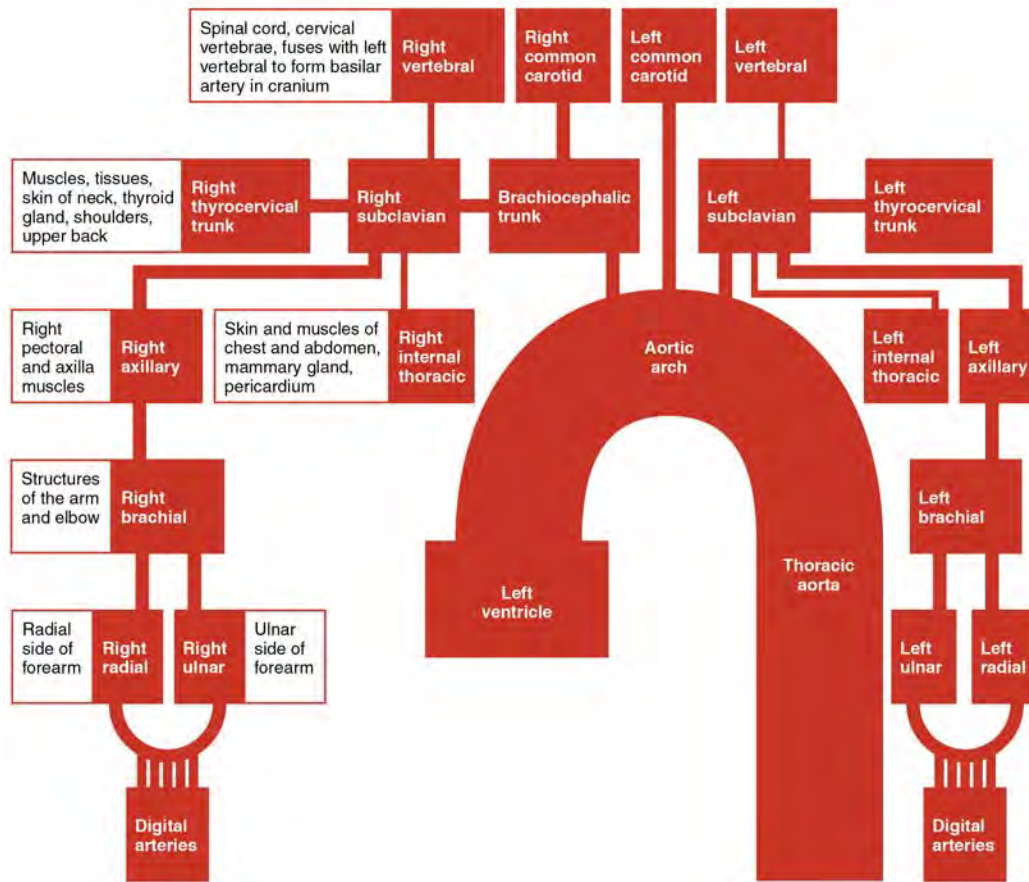 Spinal cord, cervical
vertebrae, fuses with left
vertebral to form basilar
artery in cranium
Right
vertebral
Right
common
carotid
Left
common
carotid
Left
vertebral
Muscles, tissues,
skin of neck, thyroid
gland, shoulders,
upper back
Right
thyrocervical
trunk
Right
subclavian
Brachiocephalic
trunk
Left
subclavian
Left
thyrocervical
trunk
Right
pectoral
and axilla
muscles
Right
axillary
Skin and muscles of
chest and abdomen,
mammary gland,
pericardium
Right
internal
thoracic
Aortic
arch
Left
internal
thoracic
Left
axillary
Structures
of the arm
and elbow
Right
brachial
Left
brachial
Left
ventricle
Thoracic
aorta
Radial
side of
forearm
Right
radial
Right
ulnar
Ulnar
side of
forearm
Left
ulnar
Left
radial
Digital
arteries
Digital
arteries